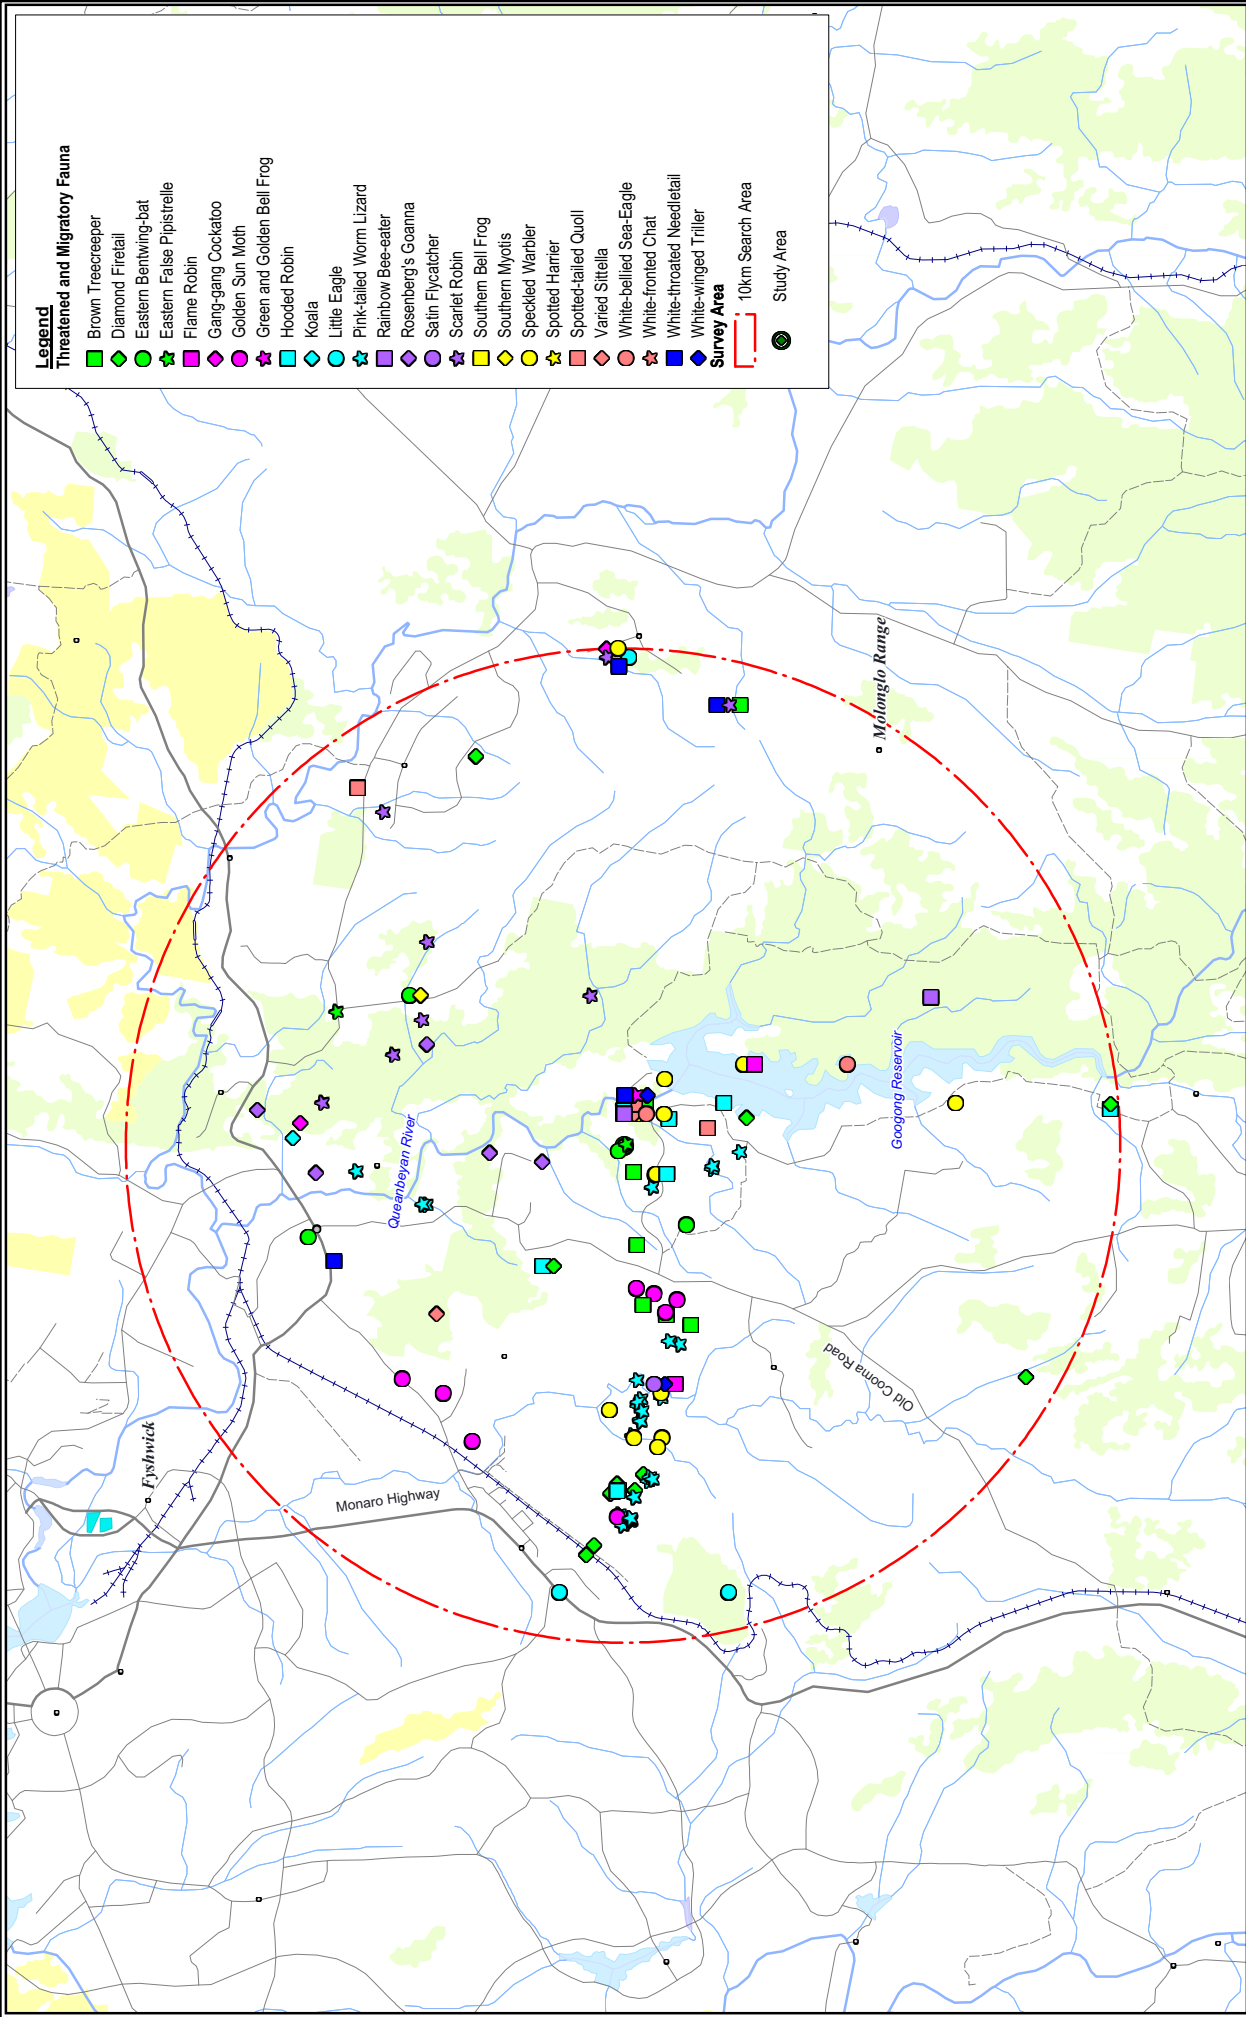 Legend
Threatened and Migratory Fauna
Brown Treecreeper
Diamond Firetail
Eastern Bentwing-bat
Eastern False Pipistrelle
Flame Robin
Gang-gang Cockatoo
Golden Sun Moth
Green and Golden Bell Frog
Hooded Robin
Koala
Little Eagle
Pink-tailed Worm Lizard
Rainbow Bee-eater
Rosenberg's Goanna
Satin Flycatcher
Scarlet Robin
Southern Bell Frog
Southern Myotis
Speckled Warbler
Spotted Harrier
Spotted-tailed Quoll
Varied Sittella
White-bellied Sea-Eagle
White-fronted Chat
White-throated Needletail
White-winged Triller
Survey Area
10km Search Area
Study Area
Molonglo Range
Googong Reservoir
Queanbeyan River
Old Cooma Road
Fyshwick
Monaro Highway